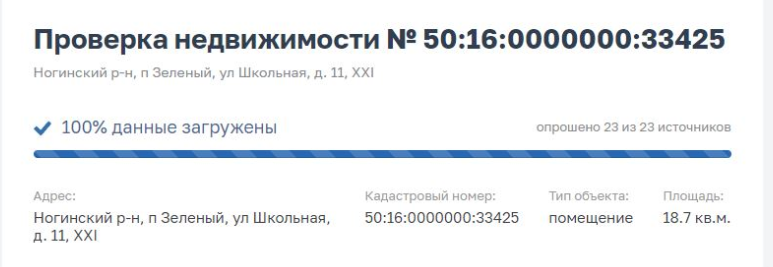 Проверка недвижимости № 50:16:0000000:33425
Ногинский р-н, п Зеленый, ул Школьная, д. 11, XXI
100% данные загружены
опрошено 23 из 23 источников
Адрес:
Кадастровый номер:
Тип объекта:
Площадь:
Ногинский р-н, п Зеленый, ул Школьная,
50:16:0000000:33425
помещение
18.7 кв.м.
д. 11, XXI